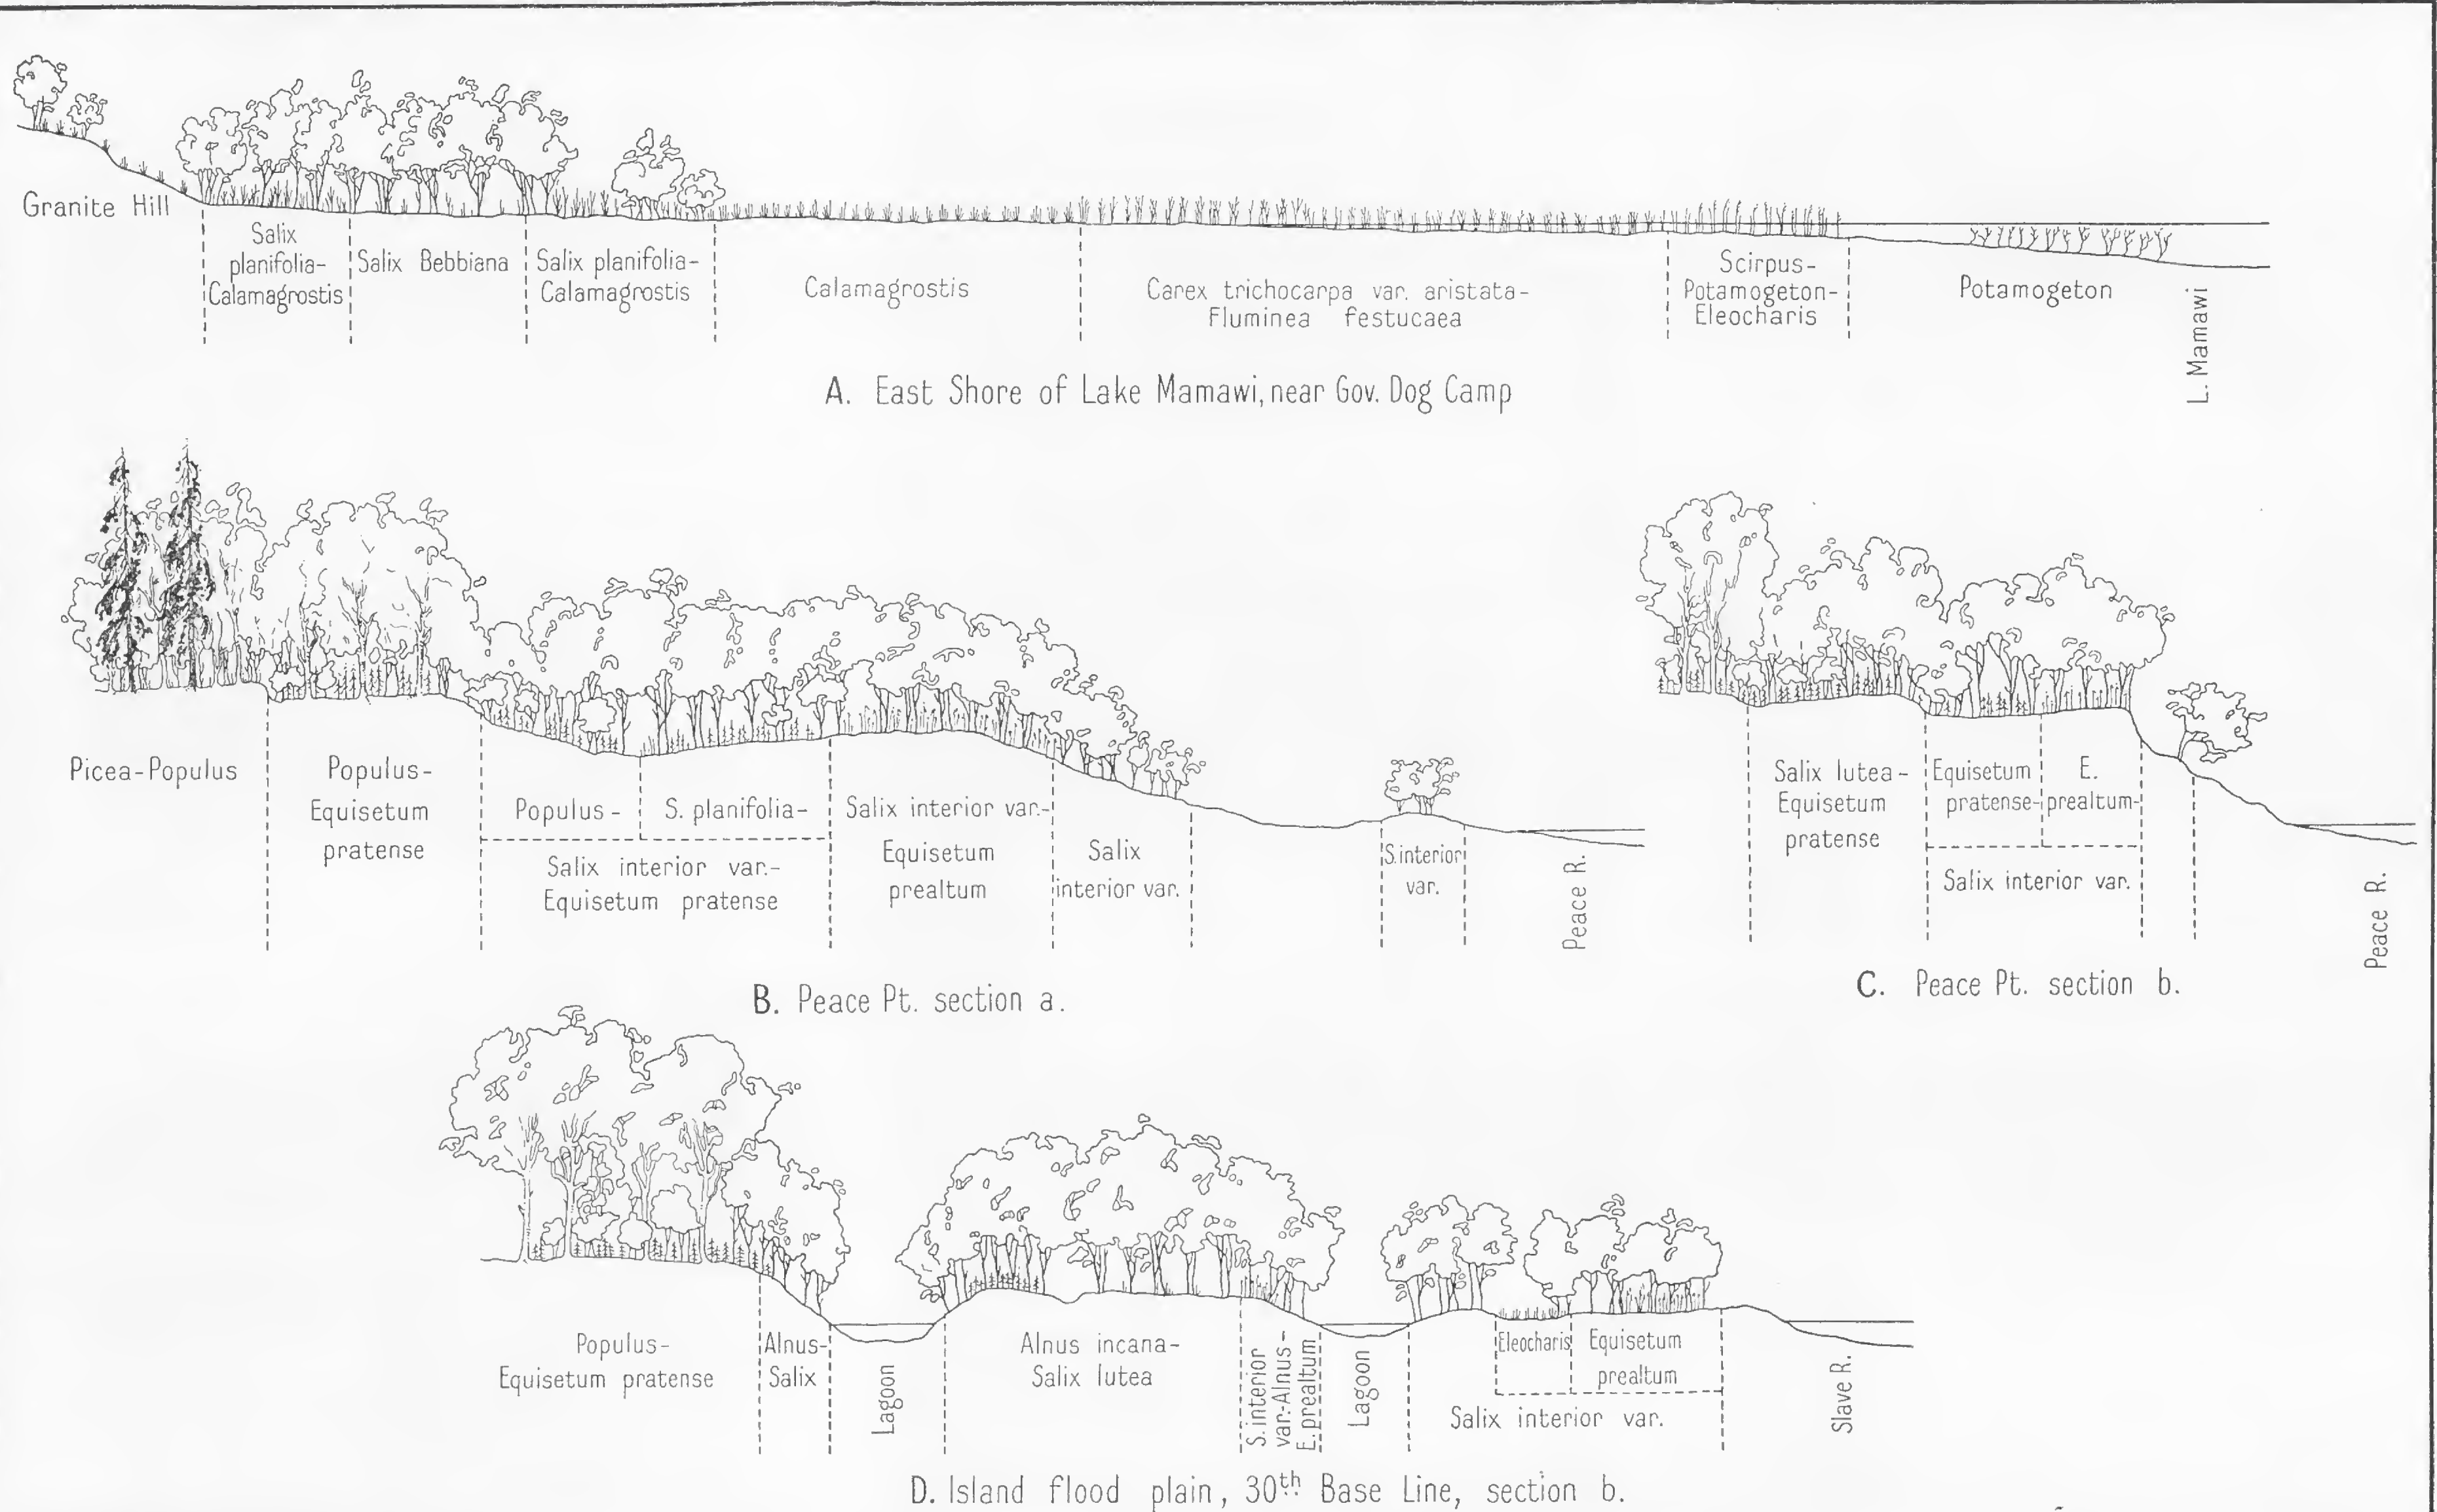 Granite Hill
Salix
planifolia-
Calamagrostis
Salix Bebbiana
Salix planifolia-
Calamagrostis
Calamagrostis
Carex trichocarpa var. aristata-
Fluminea festucaea
Scirpus-
Potamogeton-
Eleocharis
Potamogeton
L. Mamawi
A. East Shore of Lake Mamawi, near Gov. Dog Camp
Picea-Populus
Populus-
Equisetum
pratense
Populus-
S. planifolia-
Salix interior var.-
Equisetum pratense
Salix interior var.-
Equisetum
prealtum
Salix
interior var.
S. interior
var.
Peace R.
B. Peace Pt. section a.
Salix lutea-
Equisetum
pratense
Equisetum
pratense-
E.
prealtum-
Salix interior var.
Peace R.
C. Peace Pt. section b.
Populus-
Equisetum pratense
Alnus-
Salix
Lagoon
Alnus incana-
Salix lutea
S. interior
var.-Alnus-
E. prealtum
Lagoon
Eleocharis
Equisetum
prealtum
Salix interior var.
Slave R.
D. Island flood plain, 30th Base Line, section b.